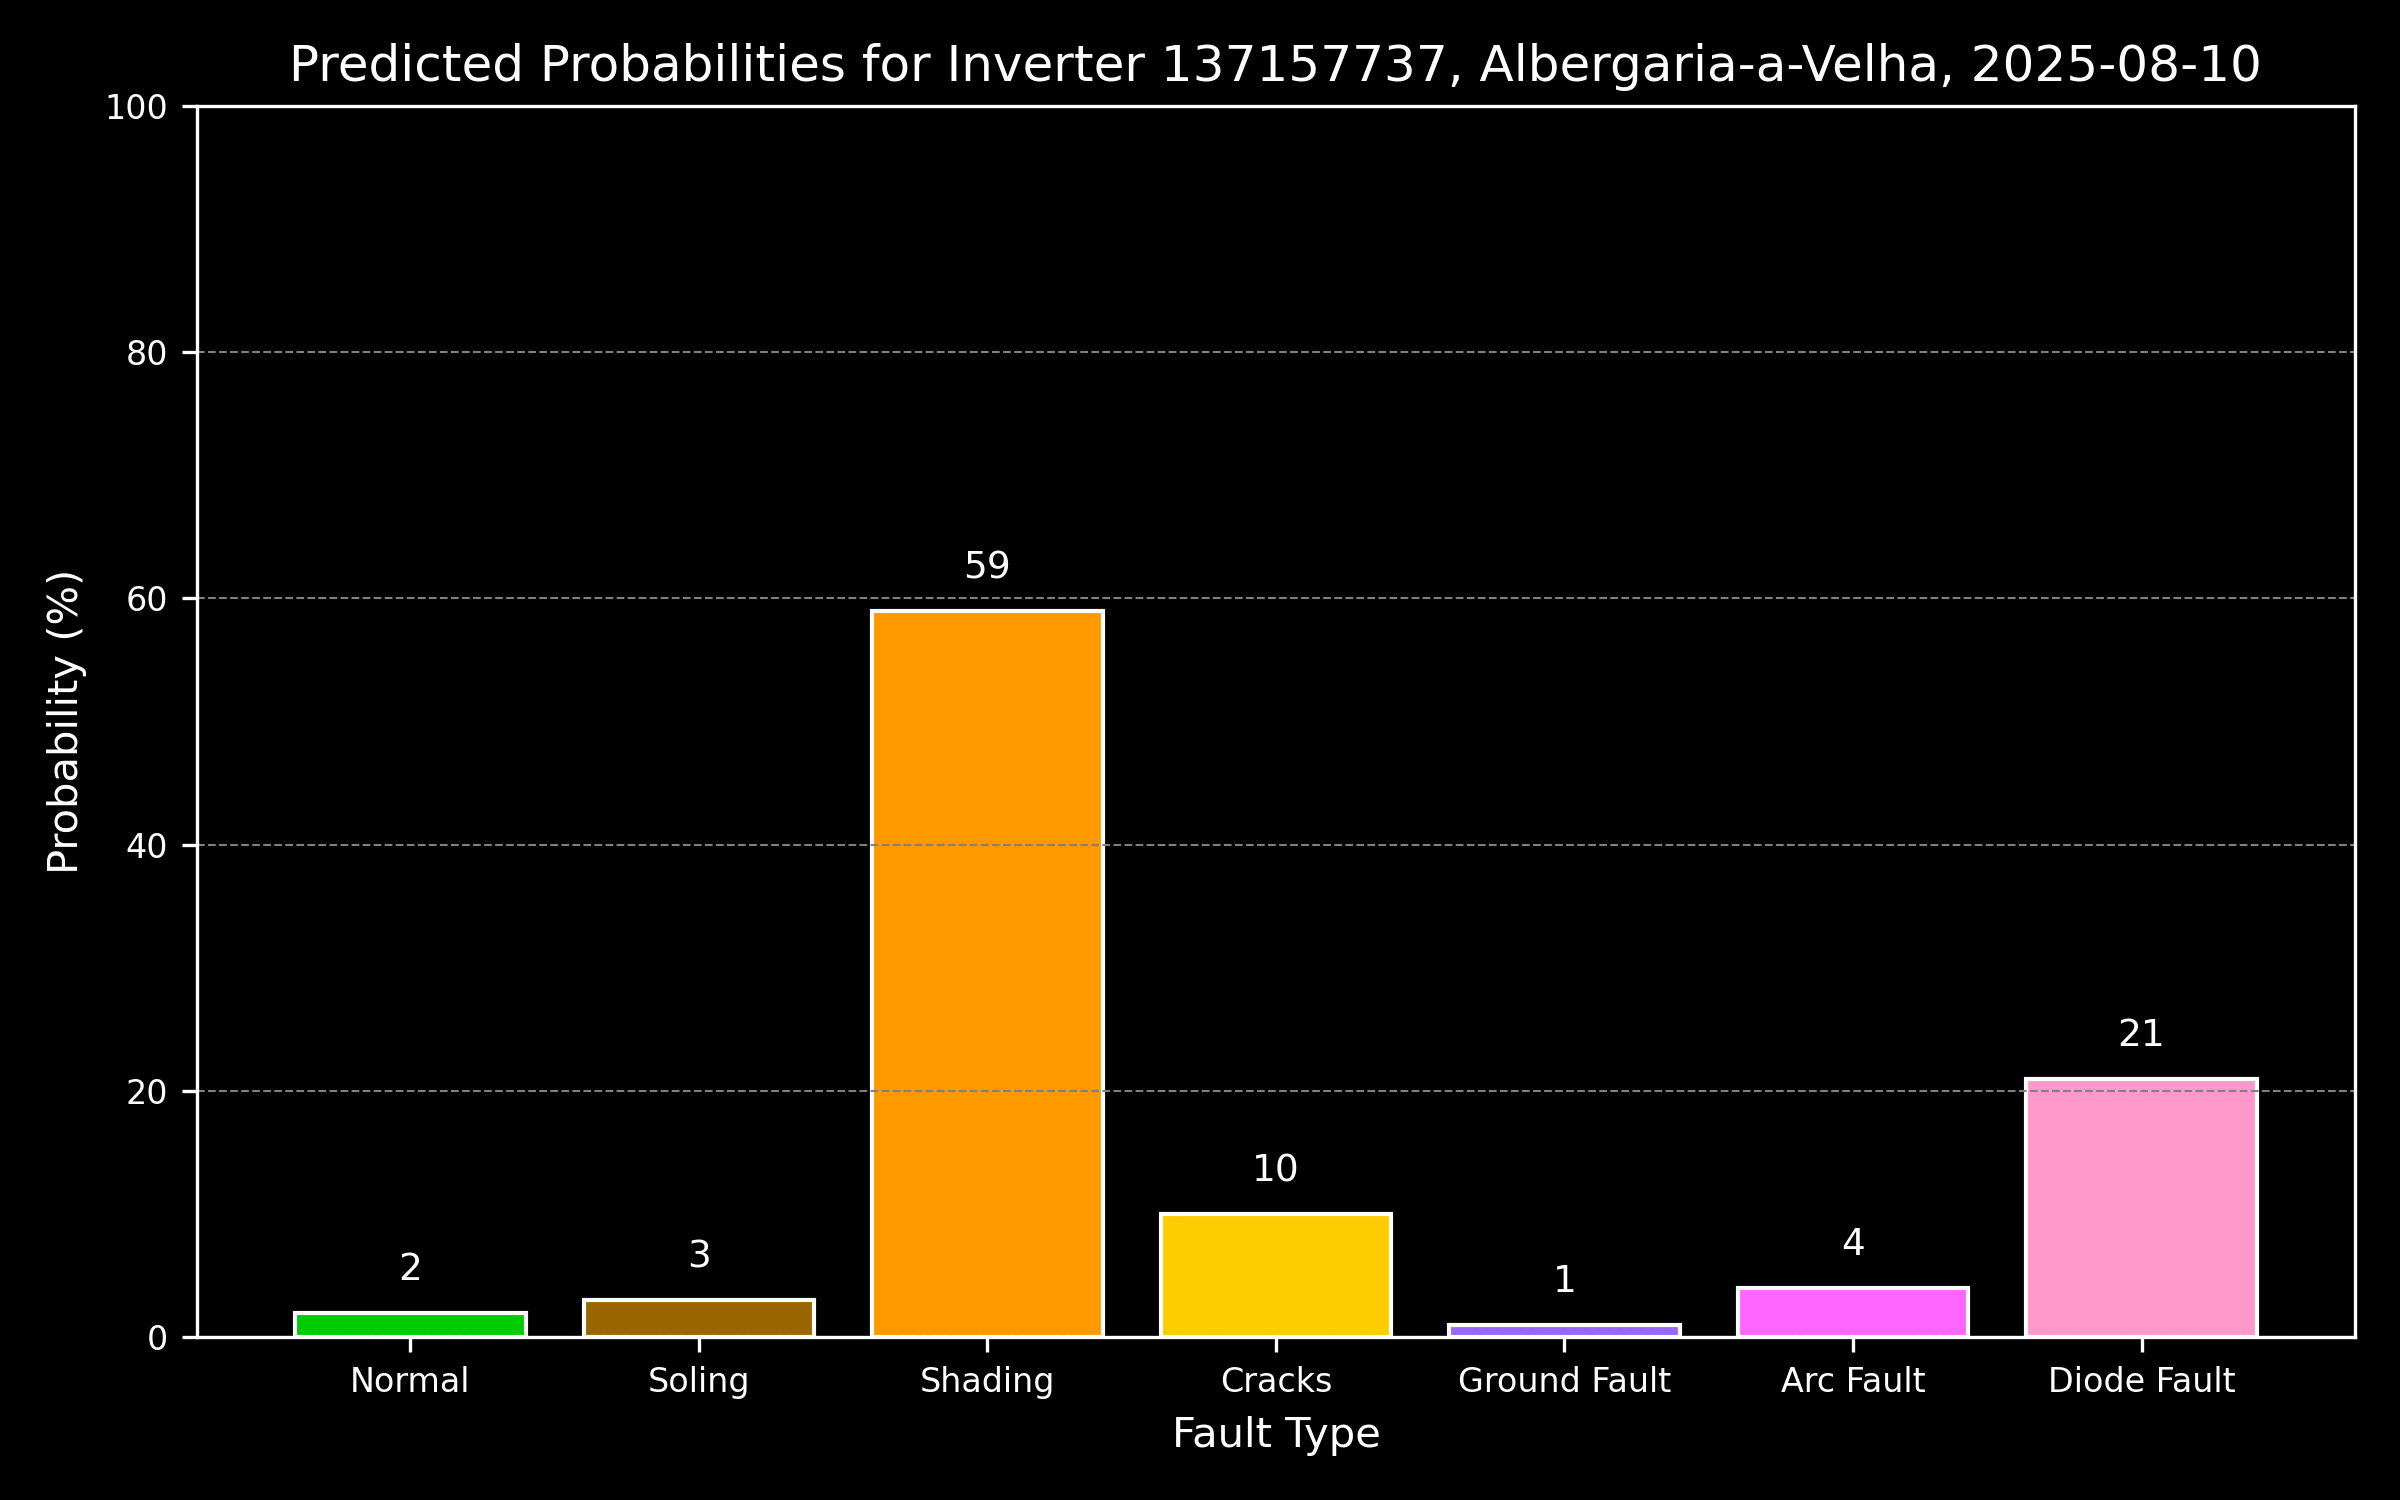 Predicted Probabilities for Inverter 137157737, Albergaria-a-Velha, 2025-08-10
Probability (%)
100
80
60
40
20
0
2
3
59
10
1
4
21
Normal
Soling
Shading
Cracks
Ground Fault
Arc Fault
Diode Fault
Fault Type